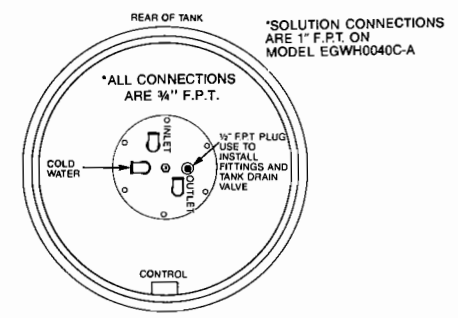 REAR OF TANK
*SOLUTION CONNECTIONS
ARE 1" F.P.T. ON
MODEL EGWH0040C-A
*ALL CONNECTIONS
ARE ¾" F.P.T.
INLET
½" F.P.T PLUG
USE TO
INSTALL
FITTINGS AND
TANK DRAIN
VALVE
COLD
WATER
OUTLET
CONTROL